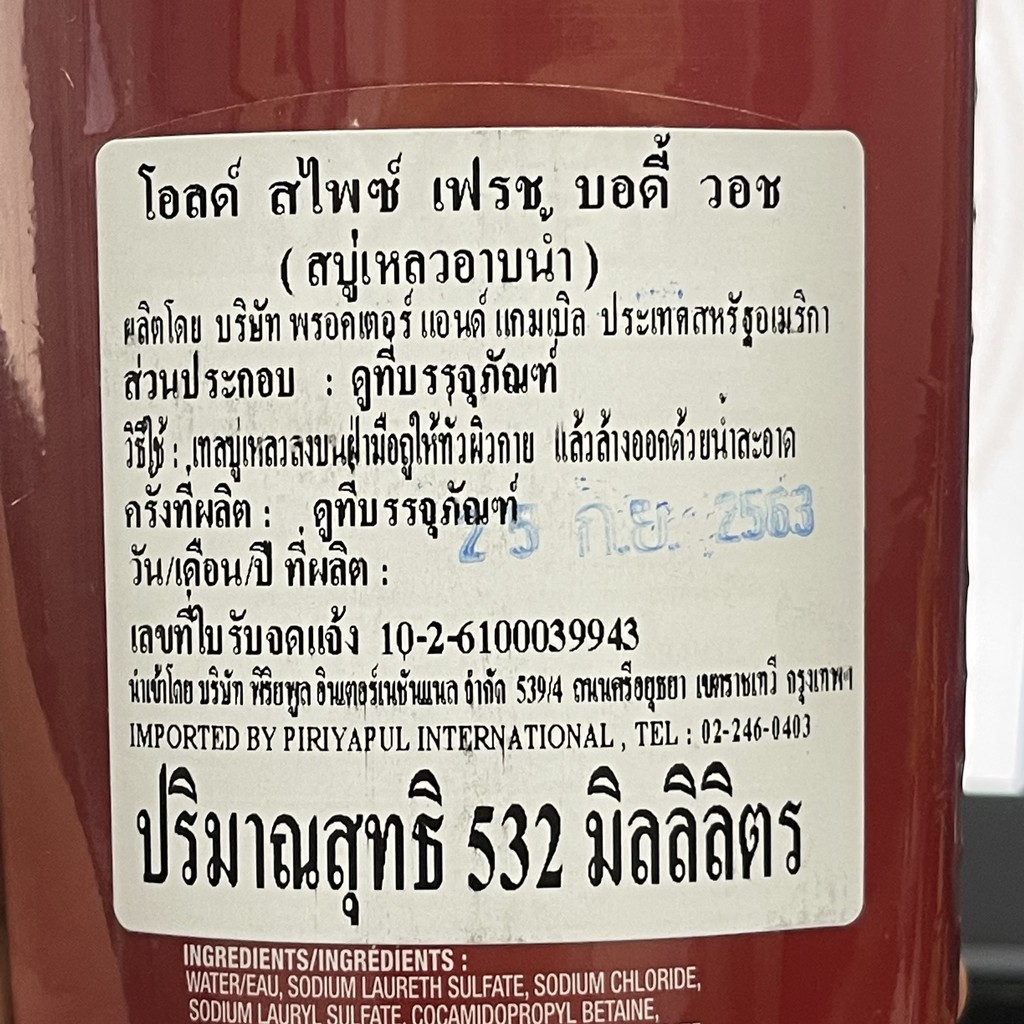 โอลด์ สไพซ์ เฟรช บอดี้ วอช
(สบู่เหลวอาบน้ำ)
ผลิตโดย บริษัท พรอคเตอร์ แอนด์ แกมเบิล ประเทศสหรัฐอเมริกา
ส่วนประกอบ : ดูที่บรรจุภัณฑ์
วิธีใช้ : เทสบู่เหลวลงบนฝ่ามือถูให้ทั่วผิวกาย แล้วล้างออกด้วยน้ำสะอาด
ครั้งที่ผลิต : ดูที่บรรจุภัณฑ์
25 ก.ย. 2563
วัน/เดือน/ปี ที่ผลิต :
เลขที่ใบรับจดแจ้ง 10-2-6100039943
นำเข้าโดย บริษัท พิริยพูล อินเตอร์เนชั่นแนล จำกัด 539/4 ถนนศรีอยุธยา เขตราชเทวี กรุงเทพฯ
IMPORTED BY PIRIYAPUL INTERNATIONAL , TEL : 02-246-0403
ปริมาณสุทธิ 532 มิลลิลิตร
INGREDIENTS/INGRÉDIENTS :
WATER/EAU, SODIUM LAURETH SULFATE, SODIUM CHLORIDE,
SODIUM LAURYL SULFATE, COCAMIDOPROPYL BETAINE,